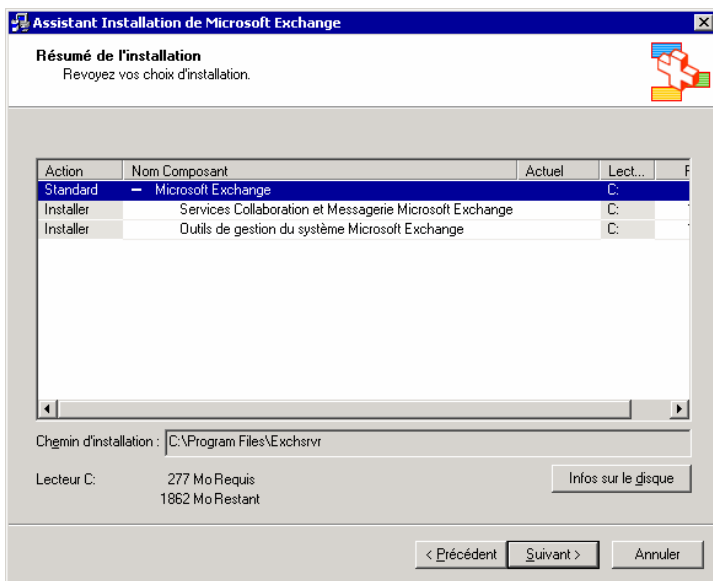 Assistant Installation de Microsoft Exchange
Résumé de l'installation
Revoyez vos choix d'installation.
Action Nom Composant Actuel Lect...
Standard Microsoft Exchange C:
Installer Services Collaboration et Messagerie Microsoft Exchange C:
Installer Outils de gestion du système Microsoft Exchange C:
Chemin d'installation : C:\Program Files\Exchsrvr
Lecteur C: 277 Mo Requis Infos sur le disque
1862 Mo Restant
< Précédent Suivant > Annuler